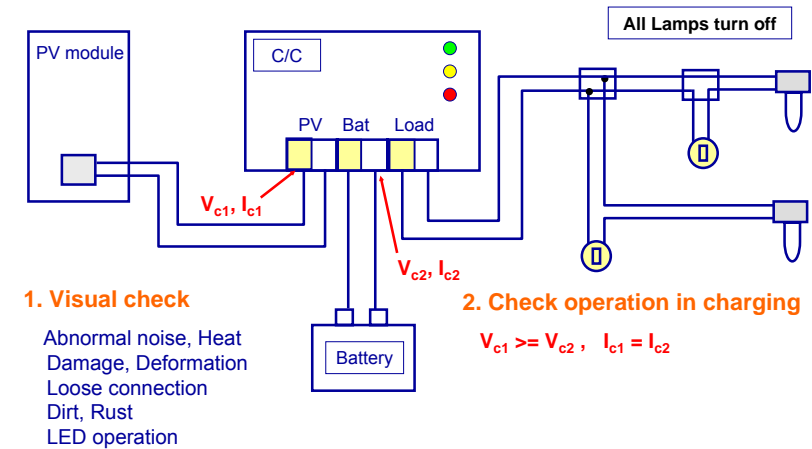 All Lamps turn off
PV module
C/C
PV Bat Load
Vc1, Ic1
Vc2, Ic2
1. Visual check
Abnormal noise, Heat
Damage, Deformation
Loose connection
Dirt, Rust
LED operation
Battery
2. Check operation in charging
Vc1 >= Vc2 , Ic1 = Ic2